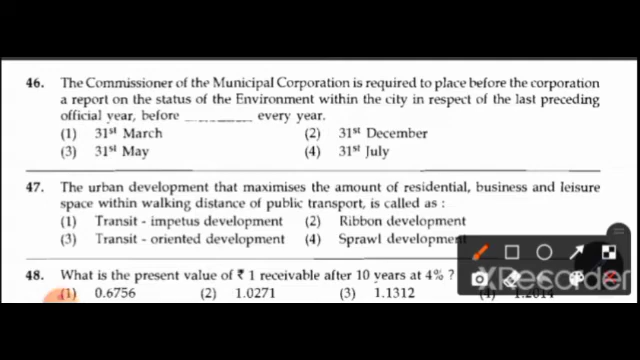 46. The Commissioner of the Municipal Corporation is required to place before the corporation
a report on the status of the Environment within the city in respect of the last preceding
official year, before __________ every year.
(1) 31st March (2) 31st December
(3) 31st May (4) 31st July
47. The urban development that maximises the amount of residential, business and leisure
space within walking distance of public transport, is called as :
(1) Transit - impetus development (2) Ribbon development
(3) Transit - oriented development (4) Sprawl development
48. What is the present value of ₹ 1 receivable after 10 years at 4% ?
(1) 0.6756 (2) 1.0271 (3) 1.1312 (4) 1.2014
XRecorder